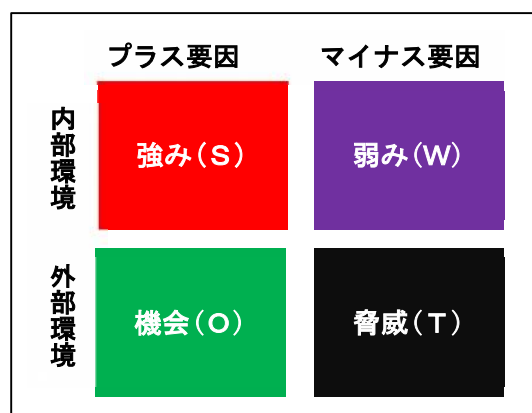 プラス要因
マイナス要因
内部環境
強み(S)
弱み(W)
外部環境
機会(O)
脅威(T)